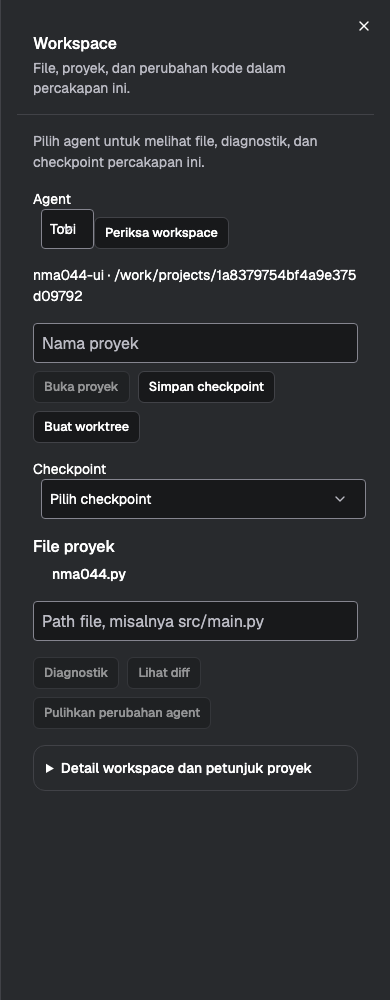 Workspace
File, proyek, dan perubahan kode dalam
percakapan ini.
Pilih agent untuk melihat file, diagnostik, dan
checkpoint percakapan ini.
Agent
Tobi
Periksa workspace
nma044-ui · /work/projects/1a8379754bf4a9e375
d09792
Nama proyek
Buka proyek
Simpan checkpoint
Buat worktree
Checkpoint
Pilih checkpoint
File proyek
nma044.py
Path file, misalnya src/main.py
Diagnostik
Lihat diff
Pulihkan perubahan agent
Detail workspace dan petunjuk proyek